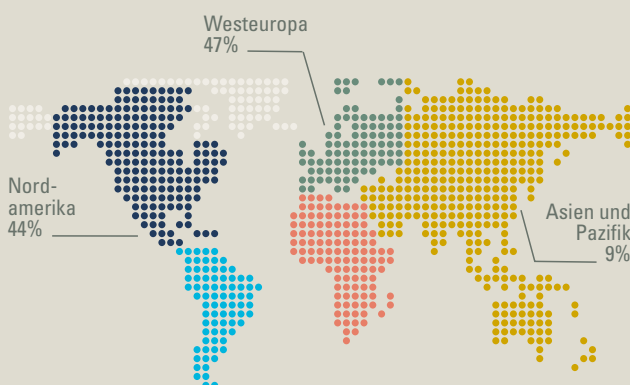 Westeuropa
47%
Nord-
amerika
44%
Asien und
Pazifik
9%